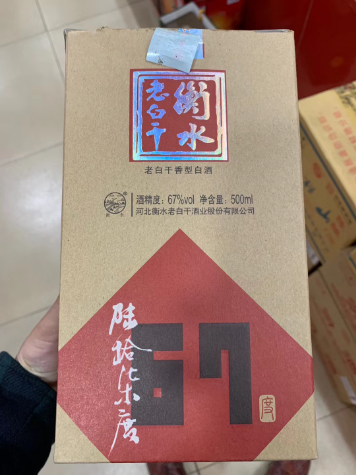 衡水
老白干
老白干香型白酒
酒精度：67%vol 净含量：500ml
河北衡水老白干酒业股份有限公司
陆拾柒度
67
度